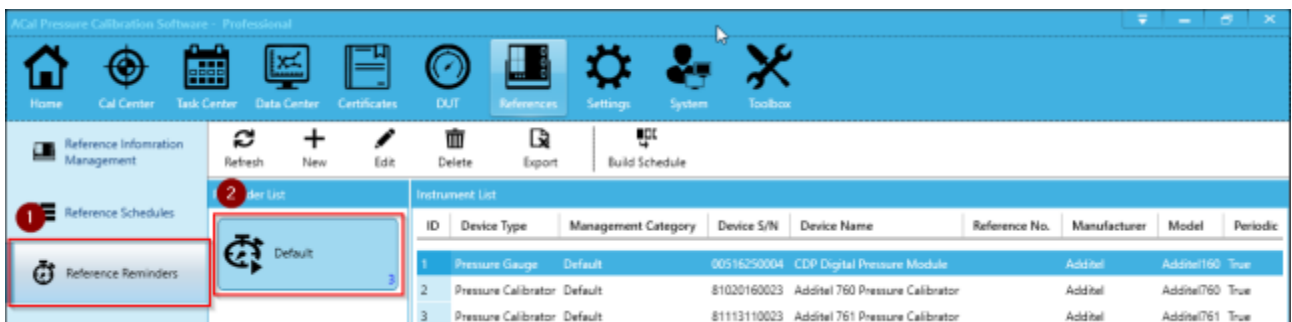 ACal Pressure Calibration Software - Professional
Home Cal Center Task Center Data Center Certificates DUT References Settings System Toolbox
Reference Infomration
Management
Refresh New Edit Delete Export Build Schedule
2 der List
Instrument List
1
Reference Schedules
ID Device Type Management Category Device S/N Device Name Reference No. Manufacturer Model Periodic
Default
3
Reference Reminders
1 Pressure Gauge Default 00516250004 CDP Digital Pressure Module Additel Additel160 True
2 Pressure Calibrator Default 81020160023 Additel 760 Pressure Calibrator Additel Additel760 True
3 Pressure Calibrator Default 81113110023 Additel 761 Pressure Calibrator Additel Additel761 True